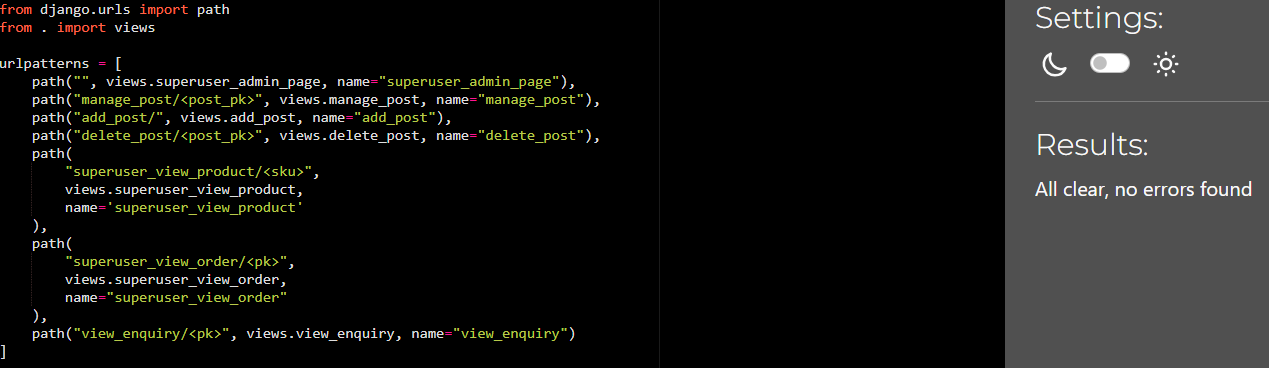 from django.urls import path
from . import views

urlpatterns = [
    path("", views.superuser_admin_page, name="superuser_admin_page"),
    path("manage_post/<post_pk>", views.manage_post, name="manage_post"),
    path("add_post/", views.add_post, name="add_post"),
    path("delete_post/<post_pk>", views.delete_post, name="delete_post"),
    path(
        "superuser_view_product/<sku>",
        views.superuser_view_product,
        name='superuser_view_product'
    ),
    path(
        "superuser_view_order/<pk>",
        views.superuser_view_order,
        name="superuser_view_order"
    ),
    path("view_enquiry/<pk>", views.view_enquiry, name="view_enquiry")
]
Settings:
Results:
All clear, no errors found